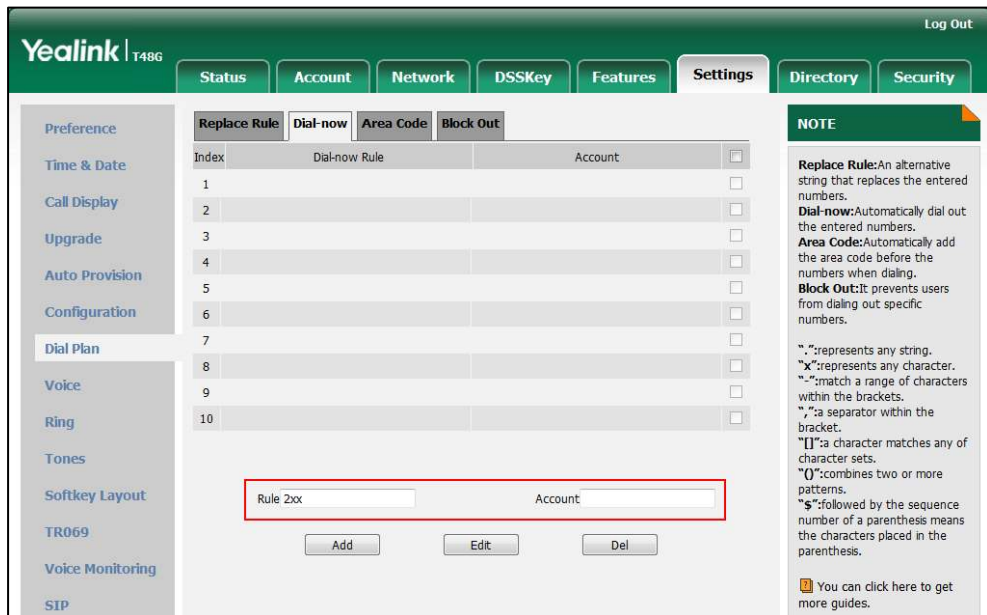 Log Out
Yealink T48G
Status Account Network DSSKey Features Settings Directory Security
Preference
Time & Date
Call Display
Upgrade
Auto Provision
Configuration
Dial Plan
Voice
Ring
Tones
Softkey Layout
TR069
Voice Monitoring
SIP
Replace Rule Dial-now Area Code Block Out
Index Dial-now Rule Account
1
2
3
4
5
6
7
8
9
10
Rule 2xx Account
Add Edit Del
NOTE
Replace Rule:An alternative
string that replaces the entered
numbers.
Dial-now:Automatically dial out
the entered numbers.
Area Code:Automatically add
the area code before the
numbers when dialing.
Block Out:It prevents users
from dialing out specific
numbers.
".":represents any string.
"x":represents any character.
"-":match a range of characters
within the brackets.
",":a separator within the
bracket.
"[]":a character matches any of
character sets.
"()":combines two or more
patterns.
"$":followed by the sequence
number of a parenthesis means
the characters placed in the
parenthesis.
? You can click here to get
more guides.